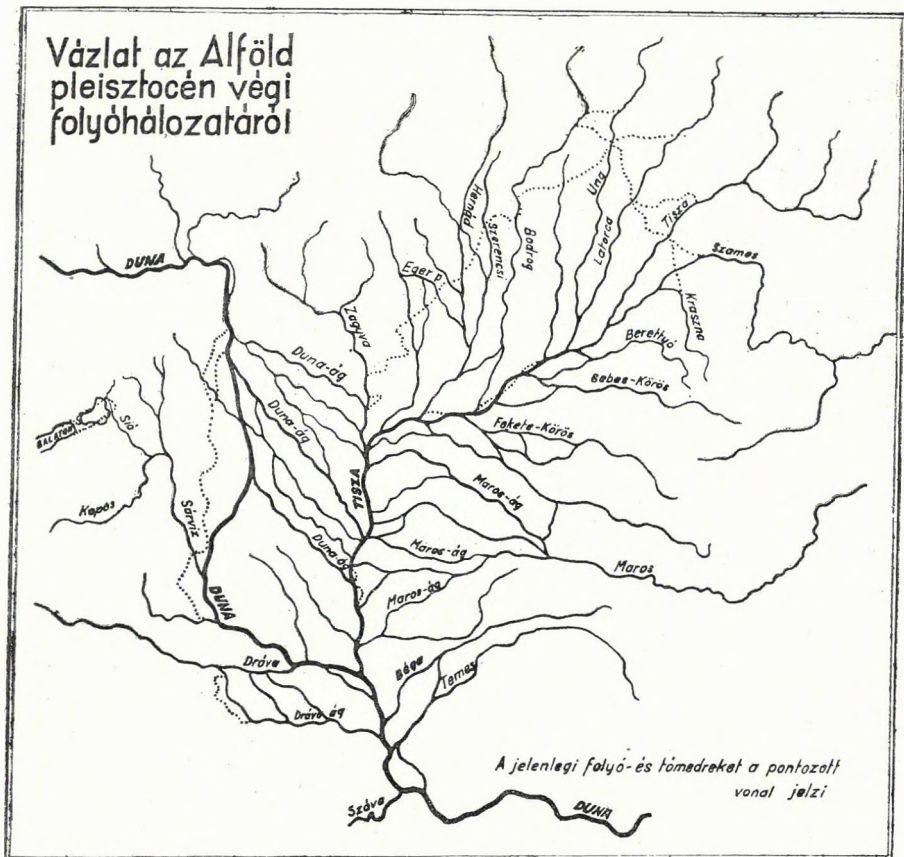 Vázlat az Alföld
pleisztocén végi
folyóhálozatáról
DUNA
Hernád
Szerencsi
Bodrog
Una
Latorca
Tisza
Szamos
Eger p.
Zagyva
Kraszna
Berettyó
Duna-ág
Sebes-Körös
Duna-ág
Fekete-Körös
BALATON
Sió
TISZA
Maros-ág
Kapos
Sárvíz
Duna-ág
Maros-ág
Maros
Maros-ág
DUNA
Dráva
Béga
Temes
Dráva-ág
A jelenlegi folyó-és tómedreket a pontozott
vonal jelzi
Száva
DUNA